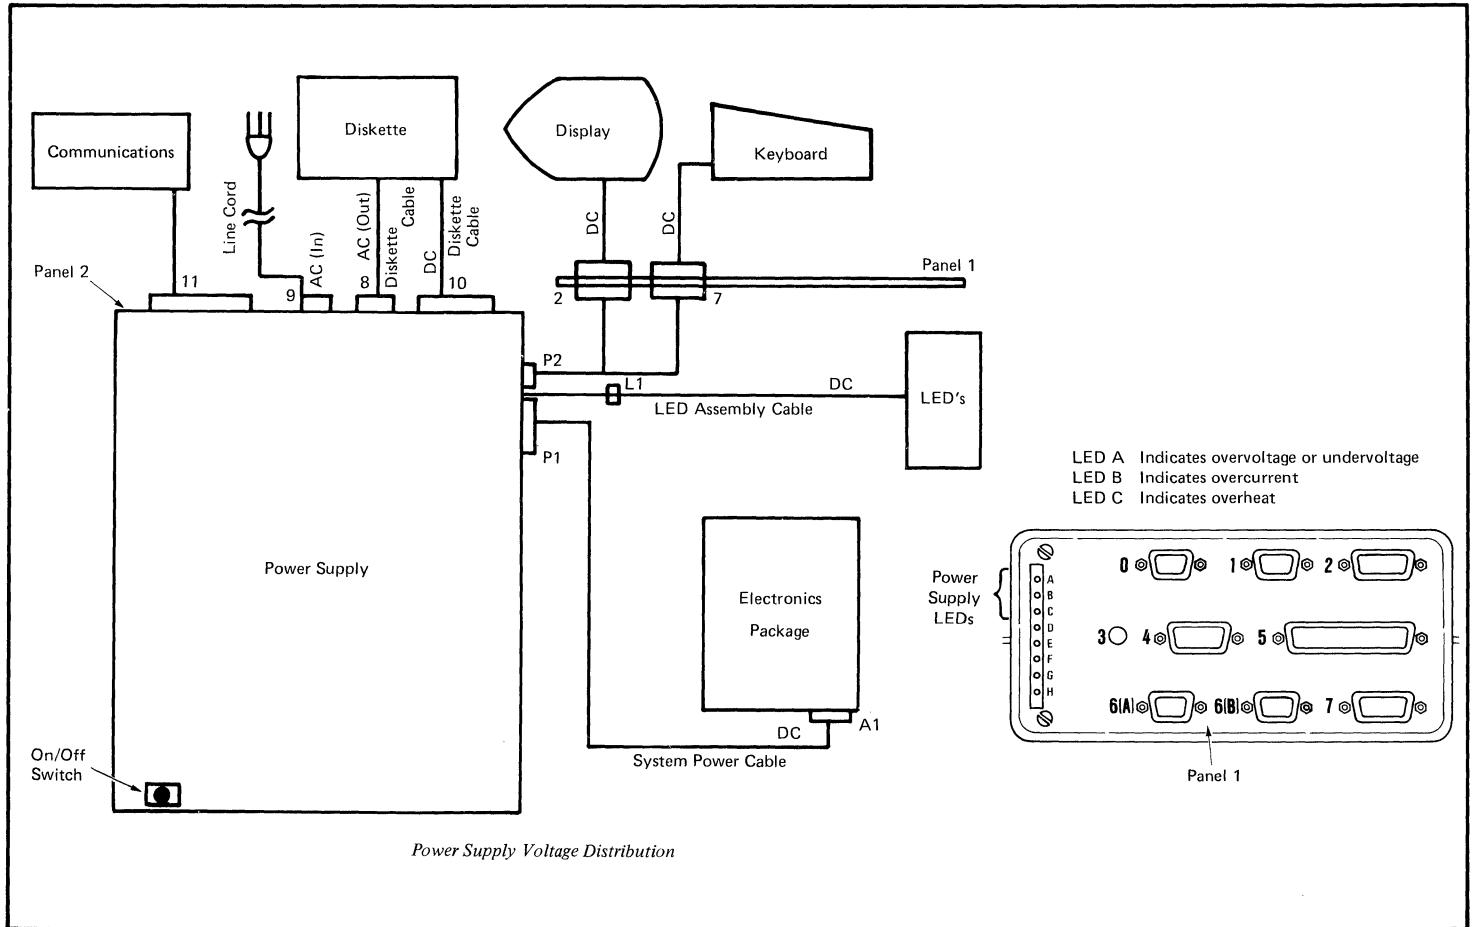 Communications
Line Cord
Diskette
Display
Keyboard
AC (In)
AC (Out)
Diskette
Cable
DC
Diskette
Cable
DC
DC
Panel 2
11
9
8
10
2
7
Panel 1
P2
L1
DC
LED Assembly Cable
LED's
P1
Power Supply
Electronics
Package
A1
DC
System Power Cable
On/Off
Switch
LED A Indicates overvoltage or undervoltage
LED B Indicates overcurrent
LED C Indicates overheat
Power
Supply
LEDs
A
B
C
D
E
F
G
H
0
1
2
3
4
5
6(A)
6(B)
7
Panel 1
Power Supply Voltage Distribution